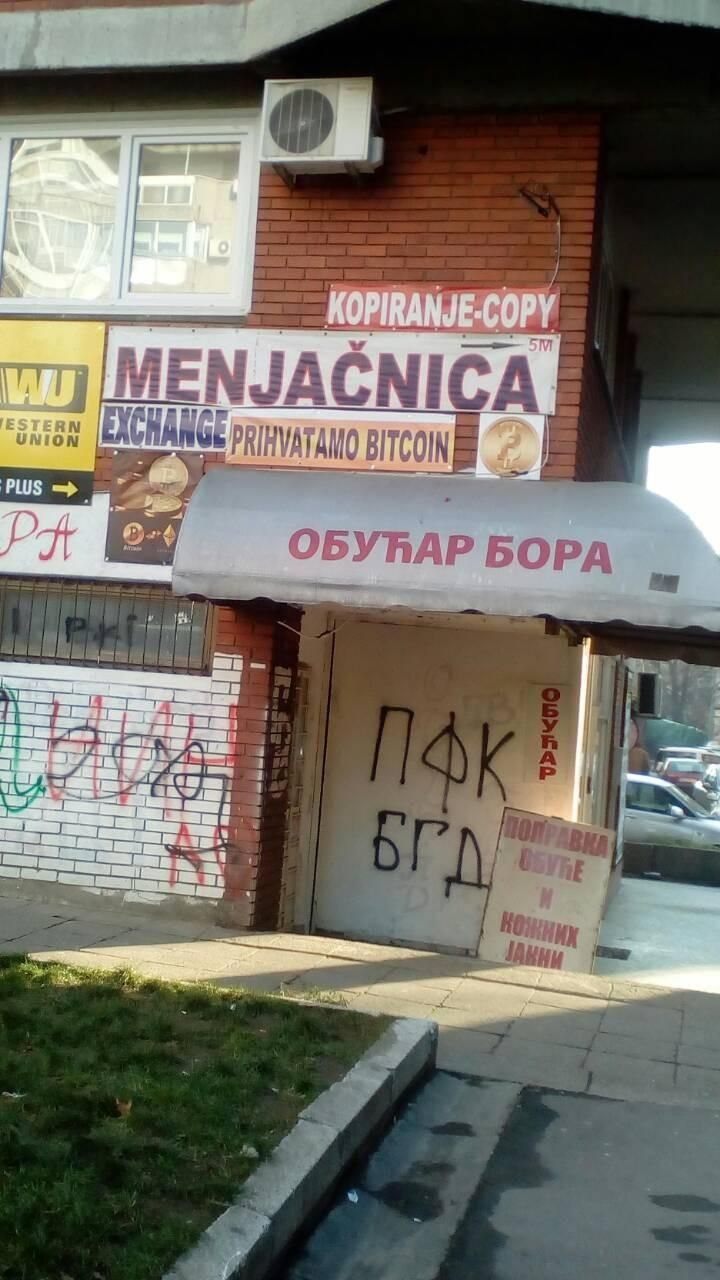 KOPIRANJE-COPY
5M
MENJAČNICA
WU
WESTERN
UNION
EXCHANGE
PRIHVATAMO BITCOIN
PLUS
Bitcoin
ОБУЋАР БОРА
ОБУЋАР
ПФК
БГД
ПОПРАВКА
ОБУЋЕ
И
КОЖНИХ
ЈАКНИ